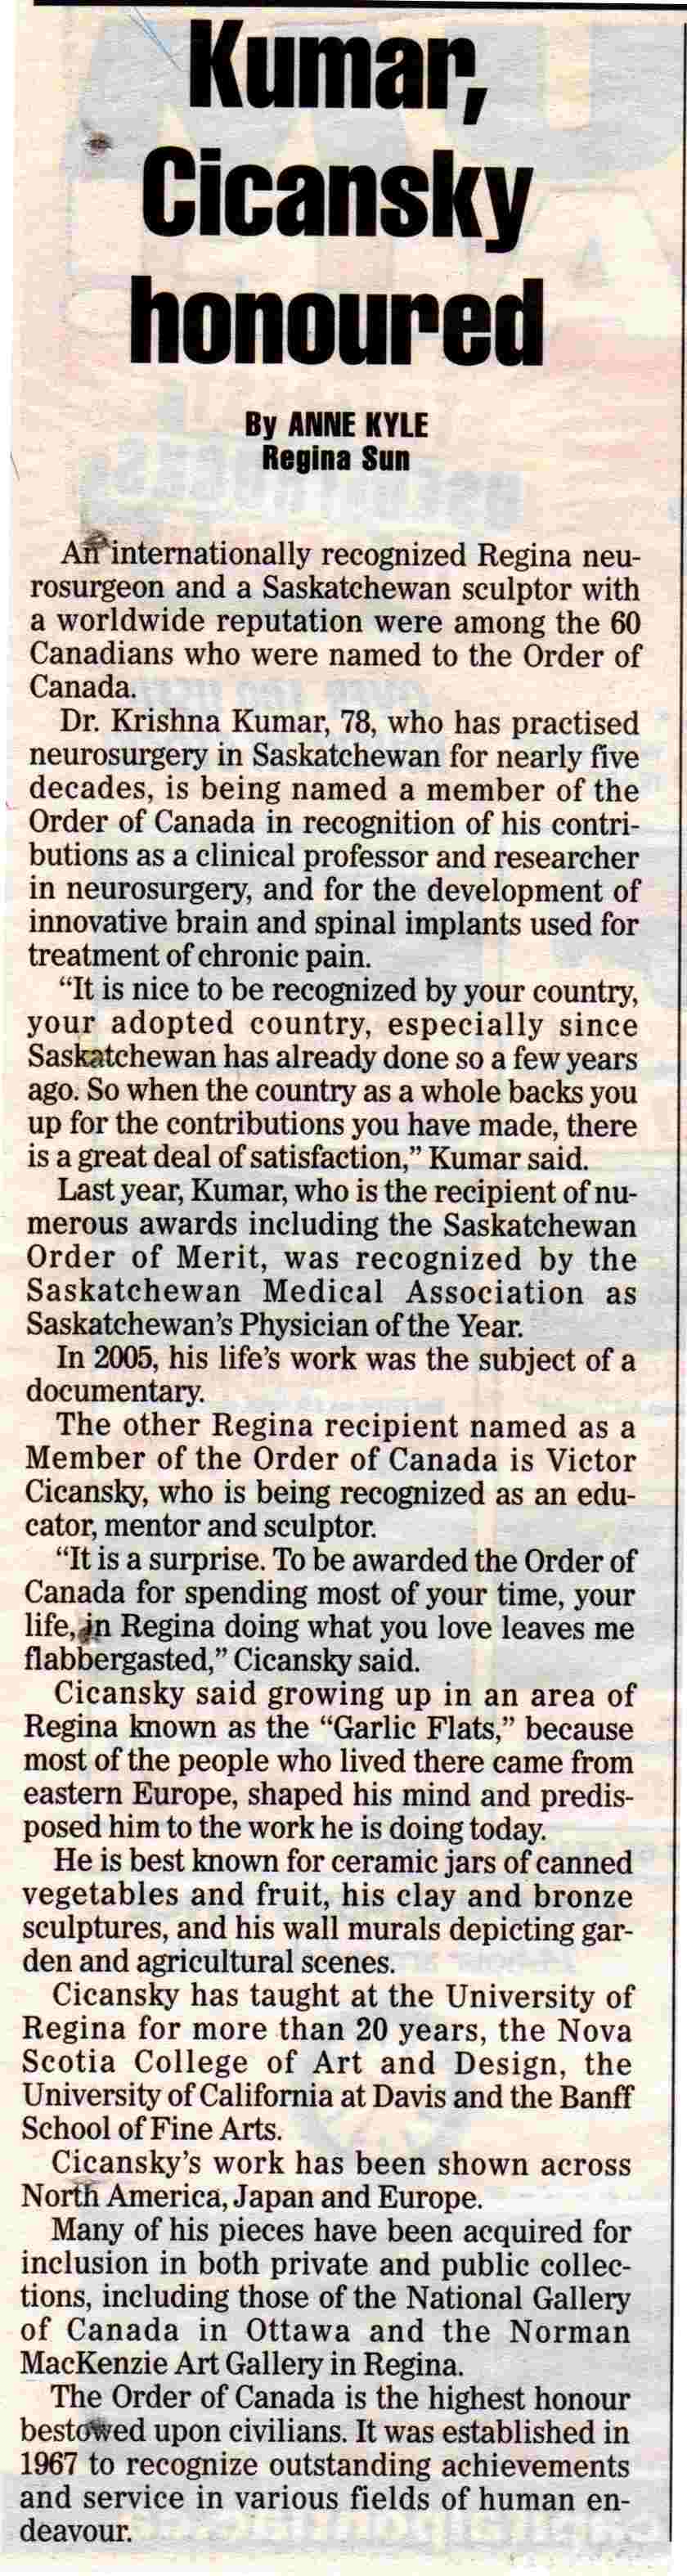 Kumar,
Cicansky
honoured
By ANNE KYLE
Regina Sun
An internationally recognized Regina neu-
rosurgeon and a Saskatchewan sculptor with
a worldwide reputation were among the 60
Canadians who were named to the Order of
Canada.
Dr. Krishna Kumar, 78, who has practised
neurosurgery in Saskatchewan for nearly five
decades, is being named a member of the
Order of Canada in recognition of his contri-
butions as a clinical professor and researcher
in neurosurgery, and for the development of
innovative brain and spinal implants used for
treatment of chronic pain.
“It is nice to be recognized by your country,
your adopted country, especially since
Saskatchewan has already done so a few years
ago. So when the country as a whole backs you
up for the contributions you have made, there
is a great deal of satisfaction,” Kumar said.
Last year, Kumar, who is the recipient of nu-
merous awards including the Saskatchewan
Order of Merit, was recognized by the
Saskatchewan Medical Association as
Saskatchewan’s Physician of the Year.
In 2005, his life’s work was the subject of a
documentary.
The other Regina recipient named as a
Member of the Order of Canada is Victor
Cicansky, who is being recognized as an edu-
cator, mentor and sculptor.
“It is a surprise. To be awarded the Order of
Canada for spending most of your time, your
life, in Regina doing what you love leaves me
flabbergasted,” Cicansky said.
Cicansky said growing up in an area of
Regina known as the “Garlic Flats,” because
most of the people who lived there came from
eastern Europe, shaped his mind and predis-
posed him to the work he is doing today.
He is best known for ceramic jars of canned
vegetables and fruit, his clay and bronze
sculptures, and his wall murals depicting gar-
den and agricultural scenes.
Cicansky has taught at the University of
Regina for more than 20 years, the Nova
Scotia College of Art and Design, the
University of California at Davis and the Banff
School of Fine Arts.
Cicansky’s work has been shown across
North America, Japan and Europe.
Many of his pieces have been acquired for
inclusion in both private and public collec-
tions, including those of the National Gallery
of Canada in Ottawa and the Norman
MacKenzie Art Gallery in Regina.
The Order of Canada is the highest honour
bestowed upon civilians. It was established in
1967 to recognize outstanding achievements
and service in various fields of human en-
deavour.